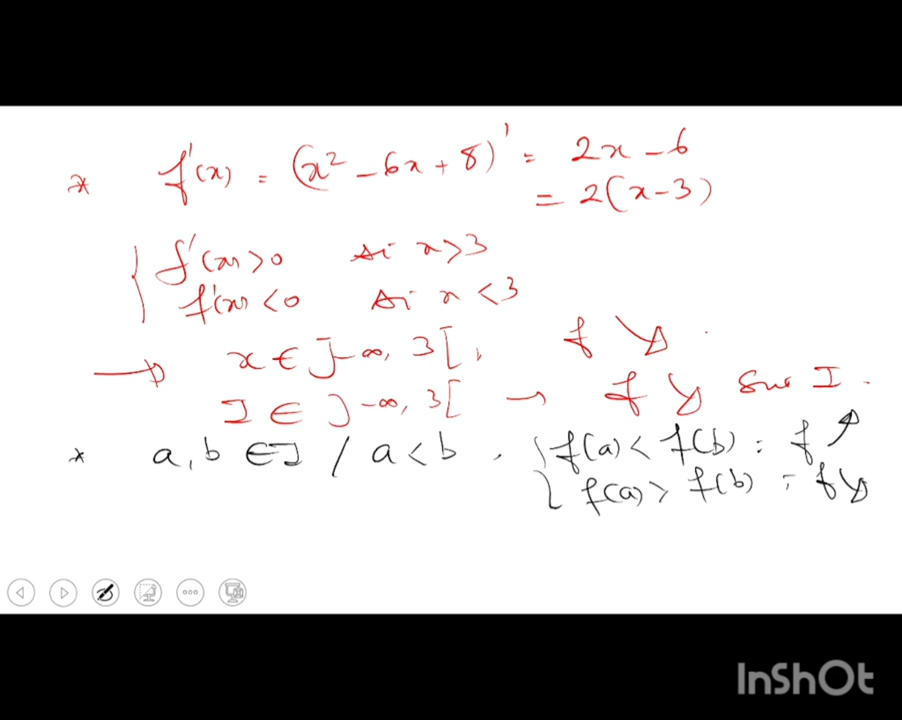 * f'(x) = (x² - 6x + 8)' = 2x - 6
= 2(x-3)
{ f'(x) > 0 si x > 3
f'(x) < 0 si x < 3
→ x ∈ ]-∞, 3[, f ↘.
I ∈ ]-∞, 3[ → f ↘ sur I.
* a, b ∈ I / a < b, { f(a) < f(b) : f ↗
f(a) > f(b) : f ↘
InShOt